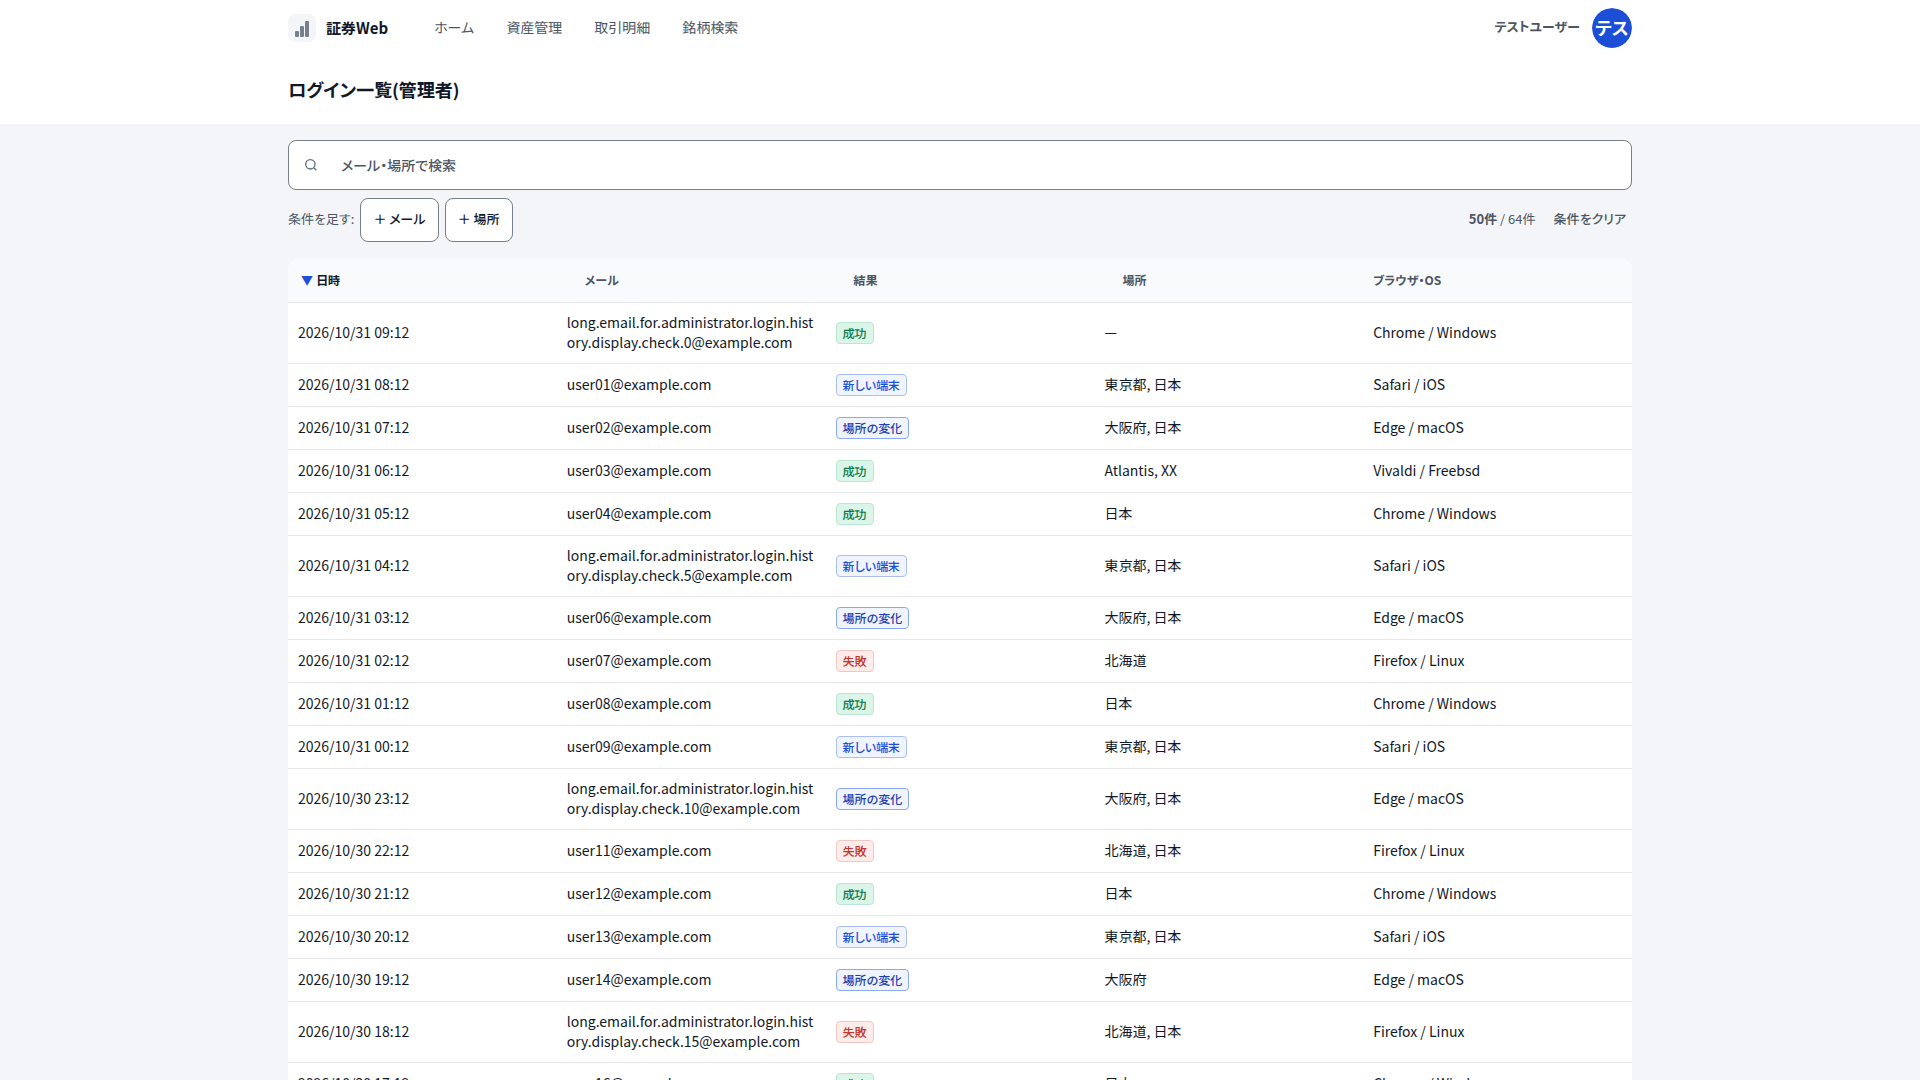 証券Web ホーム 資産管理 取引明細 銘柄検索 テストユーザー テス
ログイン一覧(管理者)
メール・場所で検索
条件を足す: ＋ メール ＋ 場所 50件 / 64件 条件をクリア
▼ 日時 メール 結果 場所 ブラウザ・OS
2026/10/31 09:12 long.email.for.administrator.login.hist
ory.display.check.0@example.com 成功 — Chrome / Windows
2026/10/31 08:12 user01@example.com 新しい端末 東京都, 日本 Safari / iOS
2026/10/31 07:12 user02@example.com 場所の変化 大阪府, 日本 Edge / macOS
2026/10/31 06:12 user03@example.com 成功 Atlantis, XX Vivaldi / Freebsd
2026/10/31 05:12 user04@example.com 成功 日本 Chrome / Windows
2026/10/31 04:12 long.email.for.administrator.login.hist
ory.display.check.5@example.com 新しい端末 東京都, 日本 Safari / iOS
2026/10/31 03:12 user06@example.com 場所の変化 大阪府, 日本 Edge / macOS
2026/10/31 02:12 user07@example.com 失敗 北海道 Firefox / Linux
2026/10/31 01:12 user08@example.com 成功 日本 Chrome / Windows
2026/10/31 00:12 user09@example.com 新しい端末 東京都, 日本 Safari / iOS
2026/10/30 23:12 long.email.for.administrator.login.hist
ory.display.check.10@example.com 場所の変化 大阪府, 日本 Edge / macOS
2026/10/30 22:12 user11@example.com 失敗 北海道, 日本 Firefox / Linux
2026/10/30 21:12 user12@example.com 成功 日本 Chrome / Windows
2026/10/30 20:12 user13@example.com 新しい端末 東京都, 日本 Safari / iOS
2026/10/30 19:12 user14@example.com 場所の変化 大阪府 Edge / macOS
2026/10/30 18:12 long.email.for.administrator.login.hist
ory.display.check.15@example.com 失敗 北海道, 日本 Firefox / Linux